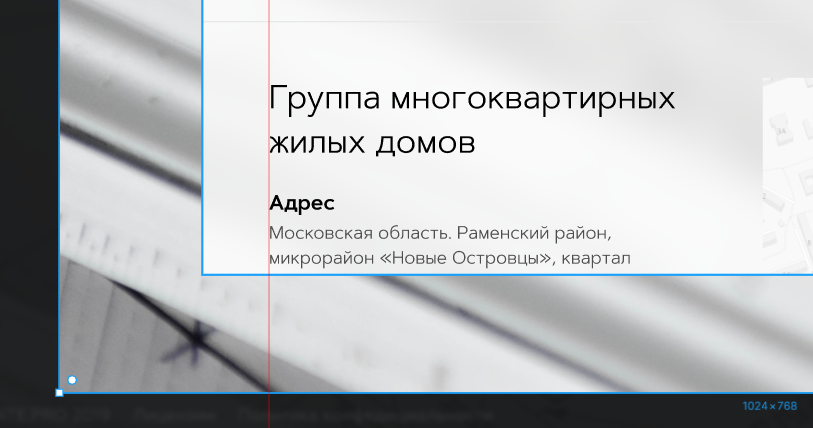 Группа многоквартирных
жилых домов
Адрес
Московская область. Раменский район,
микрорайон «Новые Островцы», квартал
1024×768